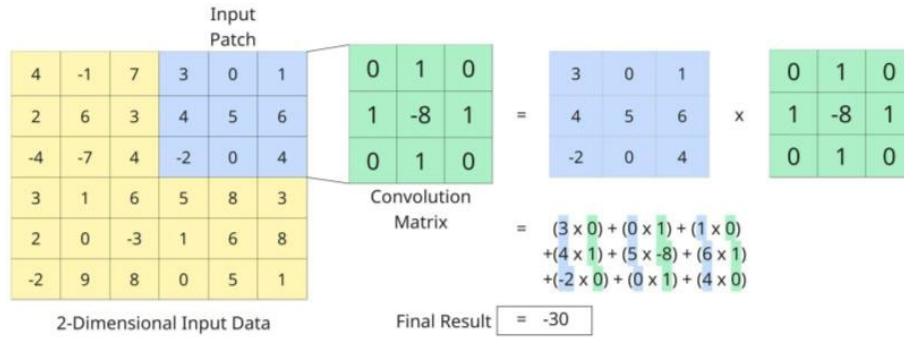 Input
Patch
4 -1 7 3 0 1
2 6 3 4 5 6
-4 -7 4 -2 0 4
3 1 6 5 8 3
2 0 -3 1 6 8
-2 9 8 0 5 1
2-Dimensional Input Data
0 1 0
1 -8 1
0 1 0
Convolution
Matrix
=
3 0 1
4 5 6
-2 0 4
x
0 1 0
1 -8 1
0 1 0
= (3 x 0) + (0 x 1) + (1 x 0)
+(4 x 1) + (5 x -8) + (6 x 1)
+(-2 x 0) + (0 x 1) + (4 x 0)
Final Result = -30